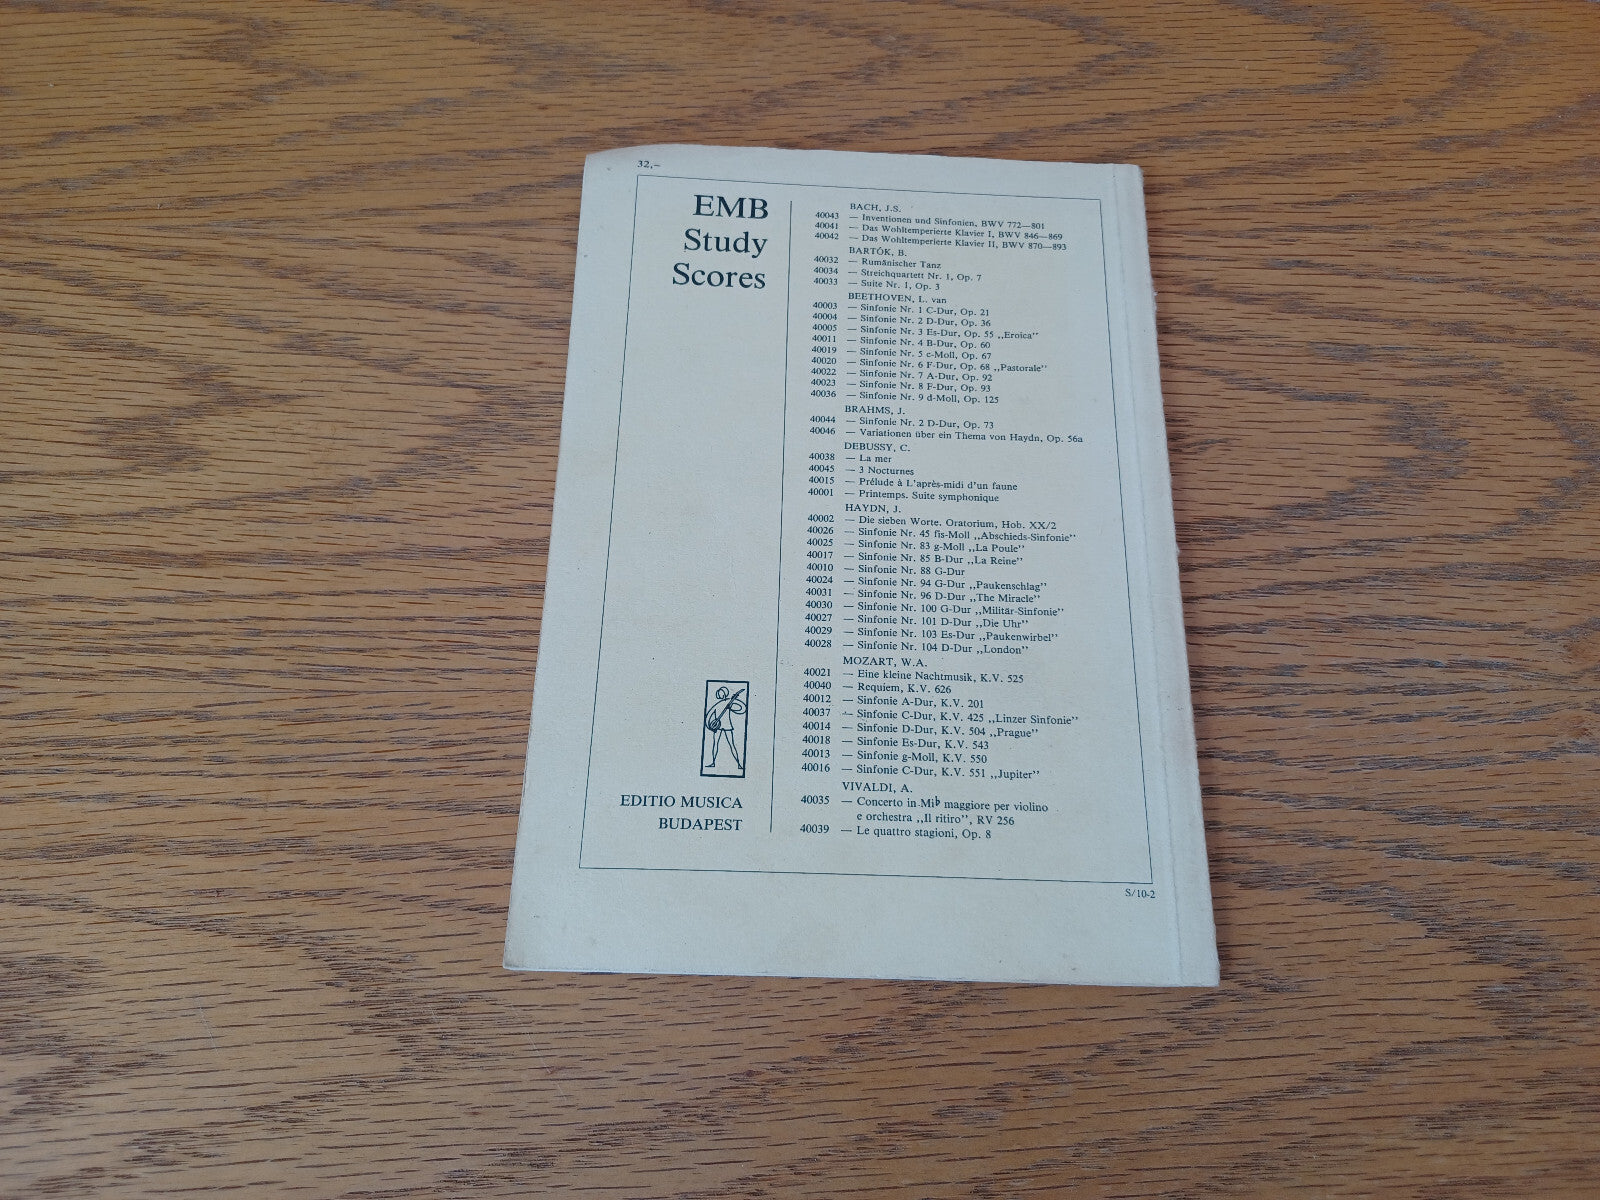 32,–
EMB
Study
Scores
BACH, J.S.
40043 — Inventionen und Sinfonien, BWV 772—801
40041 — Das Wohltemperierte Klavier I, BWV 846—869
40042 — Das Wohltemperierte Klavier II, BWV 870—893
BARTÓK, B.
40032 — Rumänischer Tanz
40034 — Streichquartett Nr. 1, Op. 7
40033 — Suite Nr. 1, Op. 3
BEETHOVEN, L. van
40003 — Sinfonie Nr. 1 C-Dur, Op. 21
40004 — Sinfonie Nr. 2 D-Dur, Op. 36
40005 — Sinfonie Nr. 3 Es-Dur, Op. 55 ,,Eroica’’
40011 — Sinfonie Nr. 4 B-Dur, Op. 60
40019 — Sinfonie Nr. 5 c-Moll, Op. 67
40020 — Sinfonie Nr. 6 F-Dur, Op. 68 ,,Pastorale’’
40022 — Sinfonie Nr. 7 A-Dur, Op. 92
40023 — Sinfonie Nr. 8 F-Dur, Op. 93
40036 — Sinfonie Nr. 9 d-Moll, Op. 125
BRAHMS, J.
40044 — Sinfonie Nr. 2 D-Dur, Op. 73
40046 — Variationen über ein Thema von Haydn, Op. 56a
DEBUSSY, C.
40038 — La mer
40045 — 3 Nocturnes
40015 — Prélude à L’après-midi d’un faune
40001 — Printemps. Suite symphonique
HAYDN, J.
40002 — Die sieben Worte. Oratorium, Hob. XX/2
40026 — Sinfonie Nr. 45 fis-Moll ,,Abschieds-Sinfonie’’
40025 — Sinfonie Nr. 83 g-Moll ,,La Poule’’
40017 — Sinfonie Nr. 85 B-Dur ,,La Reine’’
40010 — Sinfonie Nr. 88 G-Dur
40024 — Sinfonie Nr. 94 G-Dur ,,Paukenschlag’’
40031 — Sinfonie Nr. 96 D-Dur ,,The Miracle’’
40030 — Sinfonie Nr. 100 G-Dur ,,Militär-Sinfonie’’
40027 — Sinfonie Nr. 101 D-Dur ,,Die Uhr’’
40029 — Sinfonie Nr. 103 Es-Dur ,,Paukenwirbel’’
40028 — Sinfonie Nr. 104 D-Dur ,,London’’
MOZART, W.A.
40021 — Eine kleine Nachtmusik, K.V. 525
40040 — Requiem, K.V. 626
40012 — Sinfonie A-Dur, K.V. 201
40037 — Sinfonie C-Dur, K.V. 425 ,,Linzer Sinfonie’’
40014 — Sinfonie D-Dur, K.V. 504 ,,Prague’’
40018 — Sinfonie Es-Dur, K.V. 543
40013 — Sinfonie g-Moll, K.V. 550
40016 — Sinfonie C-Dur, K.V. 551 ,,Jupiter’’
VIVALDI, A.
40035 — Concerto in Mi♭ maggiore per violino
e orchestra ,,Il ritiro’’, RV 256
40039 — Le quattro stagioni, Op. 8
EDITIO MUSICA
BUDAPEST
S/10-2